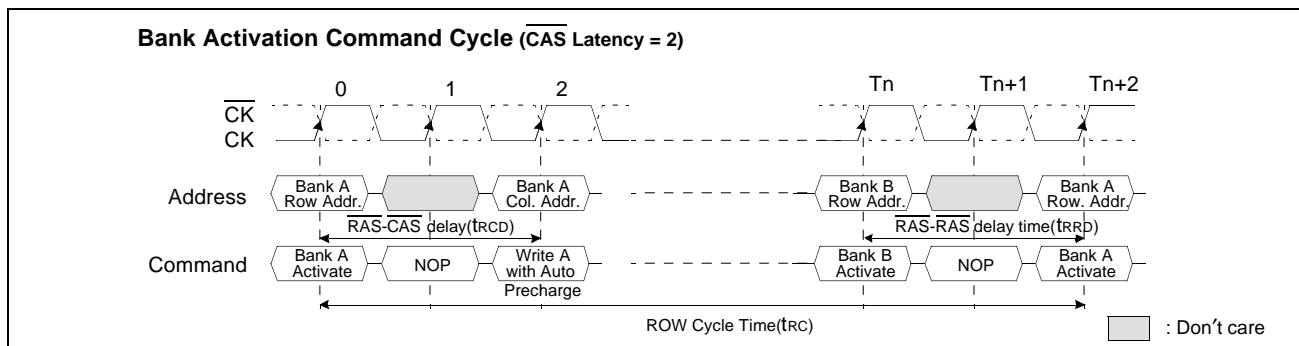 Bank Activation Command Cycle (CAS Latency = 2)
0 1 2 Tn Tn+1 Tn+2
CK
CK
Address
Bank A
Row Addr.
Bank A
Col. Addr.
Bank B
Row Addr.
Bank A
Row. Addr.
RAS-CAS delay(tRCD)
RAS-RAS delay time(tRRD)
Command
Bank A
Activate
NOP
Write A
with Auto
Precharge
Bank B
Activate
NOP
Bank A
Activate
ROW Cycle Time(tRC)
: Don′t care